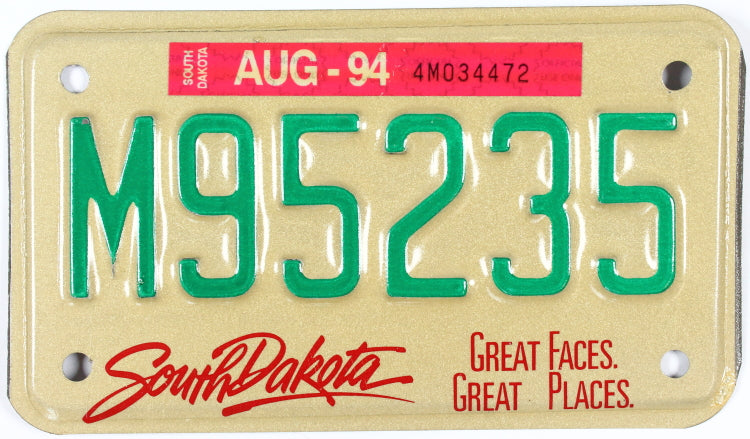 SOUTH DAKOTA AUG - 94 4M034472
M95235
South Dakota
GREAT FACES.
GREAT PLACES.